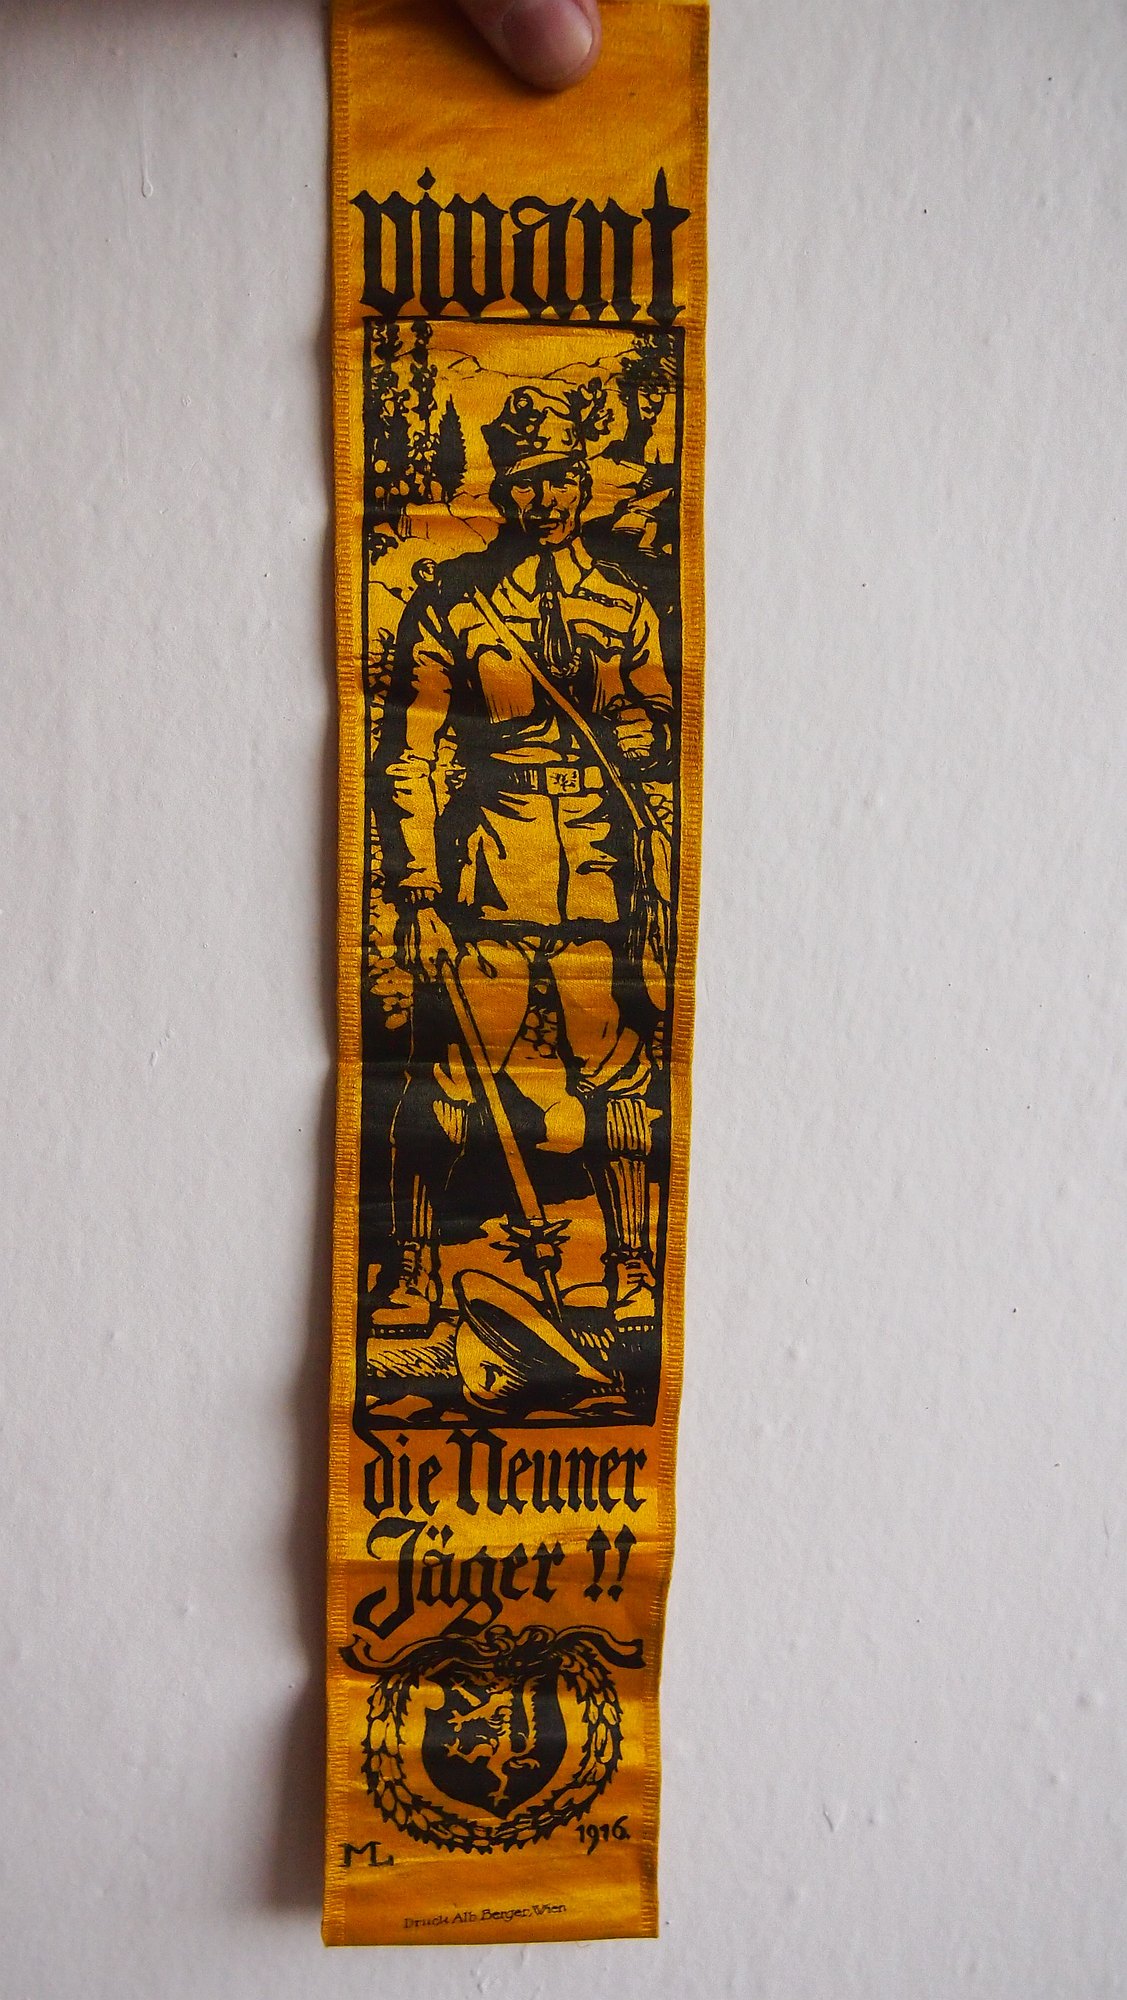 vivant
die Neuner
Jäger !!
1916.
ML
Druck Alb. Berger, Wien